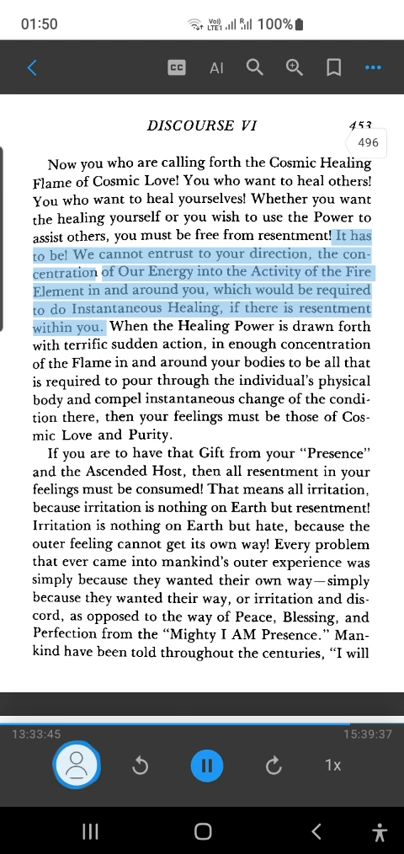 01:50
Vo)) LTE1 R 100%
CC AI
DISCOURSE VI 453
496
Now you who are calling forth the Cosmic Healing
Flame of Cosmic Love! You who want to heal others!
You who want to heal yourselves! Whether you want
the healing yourself or you wish to use the Power to
assist others, you must be free from resentment! It has
to be! We cannot entrust to your direction, the con-
centration of Our Energy into the Activity of the Fire
Element in and around you, which would be required
to do Instantaneous Healing, if there is resentment
within you. When the Healing Power is drawn forth
with terrific sudden action, in enough concentration
of the Flame in and around your bodies to be all that
is required to pour through the individual's physical
body and compel instantaneous change of the condi-
tion there, then your feelings must be those of Cos-
mic Love and Purity.
If you are to have that Gift from your "Presence"
and the Ascended Host, then all resentment in your
feelings must be consumed! That means all irritation,
because irritation is nothing on Earth but resentment!
Irritation is nothing on Earth but hate, because the
outer feeling cannot get its own way! Every problem
that ever came into mankind's outer experience was
simply because they wanted their own way—simply
because they wanted their way, or irritation and dis-
cord, as opposed to the way of Peace, Blessing, and
Perfection from the "Mighty I AM Presence." Man-
kind have been told throughout the centuries, "I will
13:33:45 15:39:37
1x